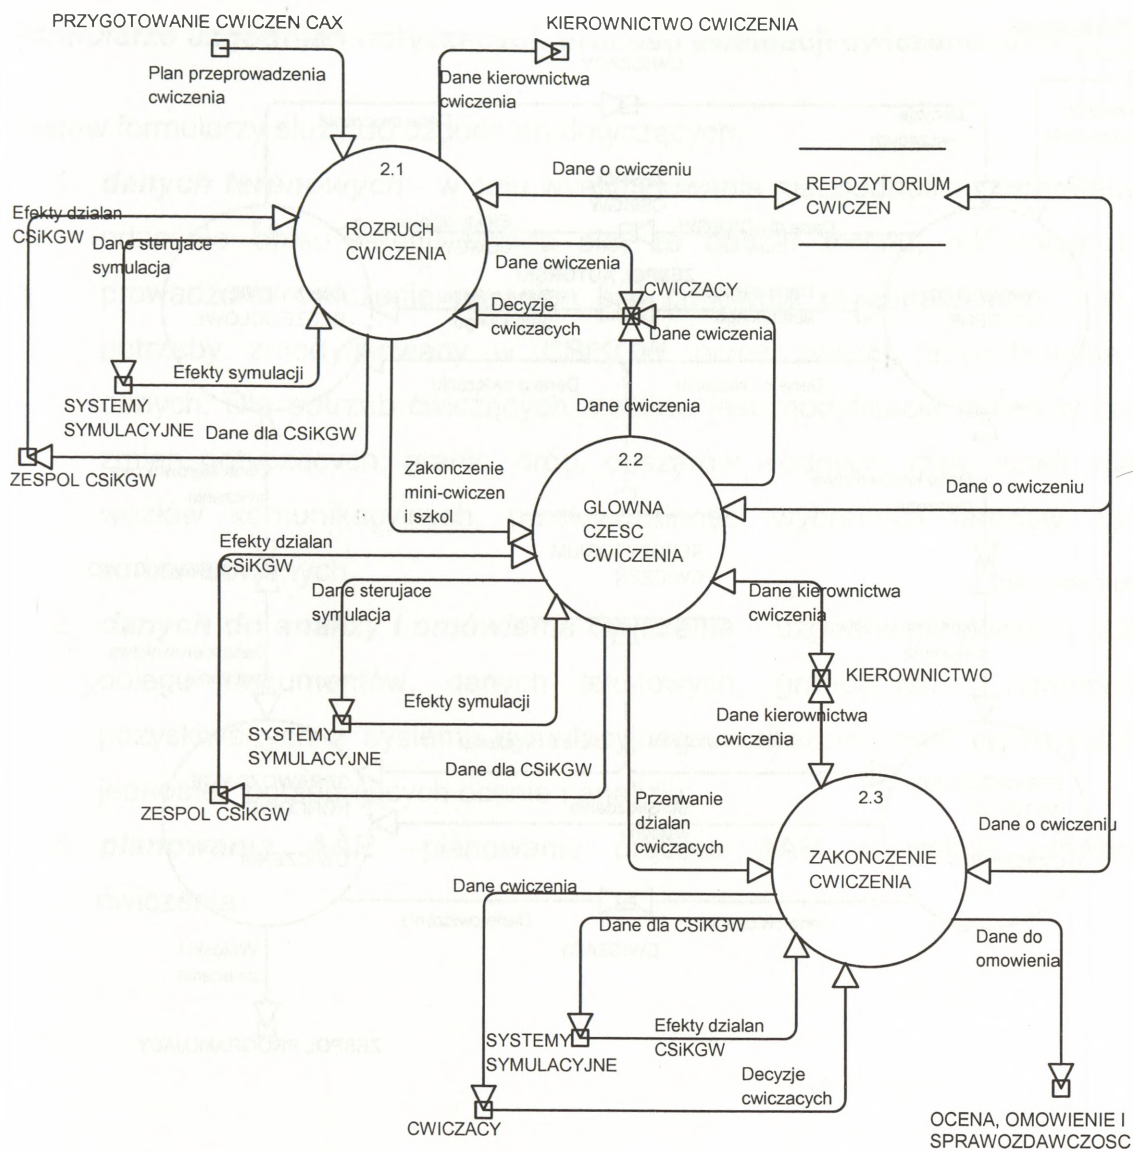 PRZYGOTOWANIE CWICZEN CAX
KIEROWNICTWO CWICZENIA
Plan przeprowadzenia
cwiczenia
Dane kierownictwa
cwiczenia
2.1
ROZRUCH
CWICZENIA
Dane o cwiczeniu
REPOZYTORIUM
CWICZEN
Efekty dzialan
CSiKGW
Dane sterujace
symulacja
Dane cwiczenia
CWICZACY
Decyzje
cwiczacych
Dane cwiczenia
Efekty symulacji
SYSTEMY
SYMULACYJNE
Dane dla CSiKGW
ZESPOL CSiKGW
Dane cwiczenia
2.2
GLOWNA
CZESC
CWICZENIA
Zakonczenie
mini-cwiczen
i szkol
Dane o cwiczeniu
Efekty dzialan
CSiKGW
Dane sterujace
symulacja
Dane kierownictwa
cwiczenia
KIEROWNICTWO
Efekty symulacji
SYSTEMY
SYMULACYJNE
Dane kierownictwa
cwiczenia
Dane dla CSiKGW
ZESPOL CSiKGW
Przerwanie
dzialan
cwiczacych
2.3
ZAKONCZENIE
CWICZENIA
Dane o cwiczeniu
Dane cwiczenia
Dane dla CSiKGW
Dane do
omowienia
SYSTEMY
SYMULACYJNE
Efekty dzialan
CSiKGW
Decyzje
cwiczacych
CWICZACY
OCENA, OMOWIENIE I
SPRAWOZDAWCZOSC